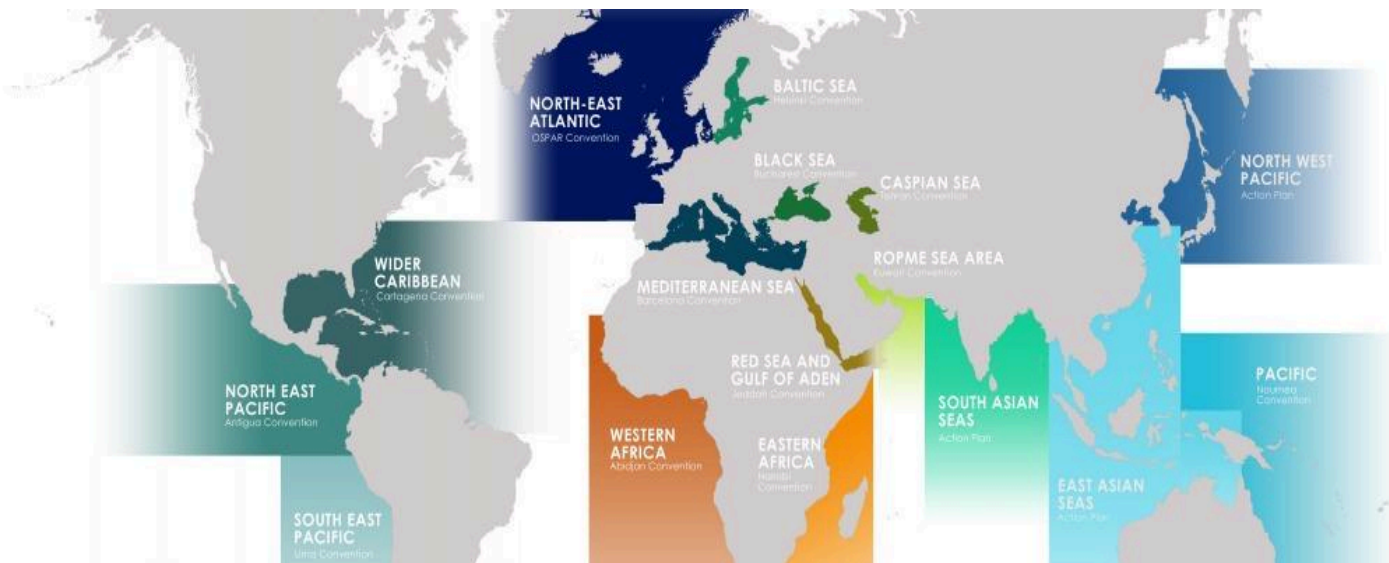 BALTIC SEA
Helsinki Convention
NORTH-EAST
ATLANTIC
OSPAR Convention
BLACK SEA
Bucharest Convention
CASPIAN SEA
Tehran Convention
NORTH WEST
PACIFIC
Action Plan
WIDER
CARIBBEAN
Cartagena Convention
ROPME SEA AREA
Kuwait Convention
MEDITERRANEAN SEA
Barcelona Convention
RED SEA AND
GULF OF ADEN
Jeddah Convention
NORTH EAST
PACIFIC
Antigua Convention
PACIFIC
Noumea
Convention
SOUTH ASIAN
SEAS
Action Plan
WESTERN
AFRICA
Abidjan Convention
EASTERN
AFRICA
Nairobi
Convention
EAST ASIAN
SEAS
Action Plan
SOUTH EAST
PACIFIC
Lima Convention